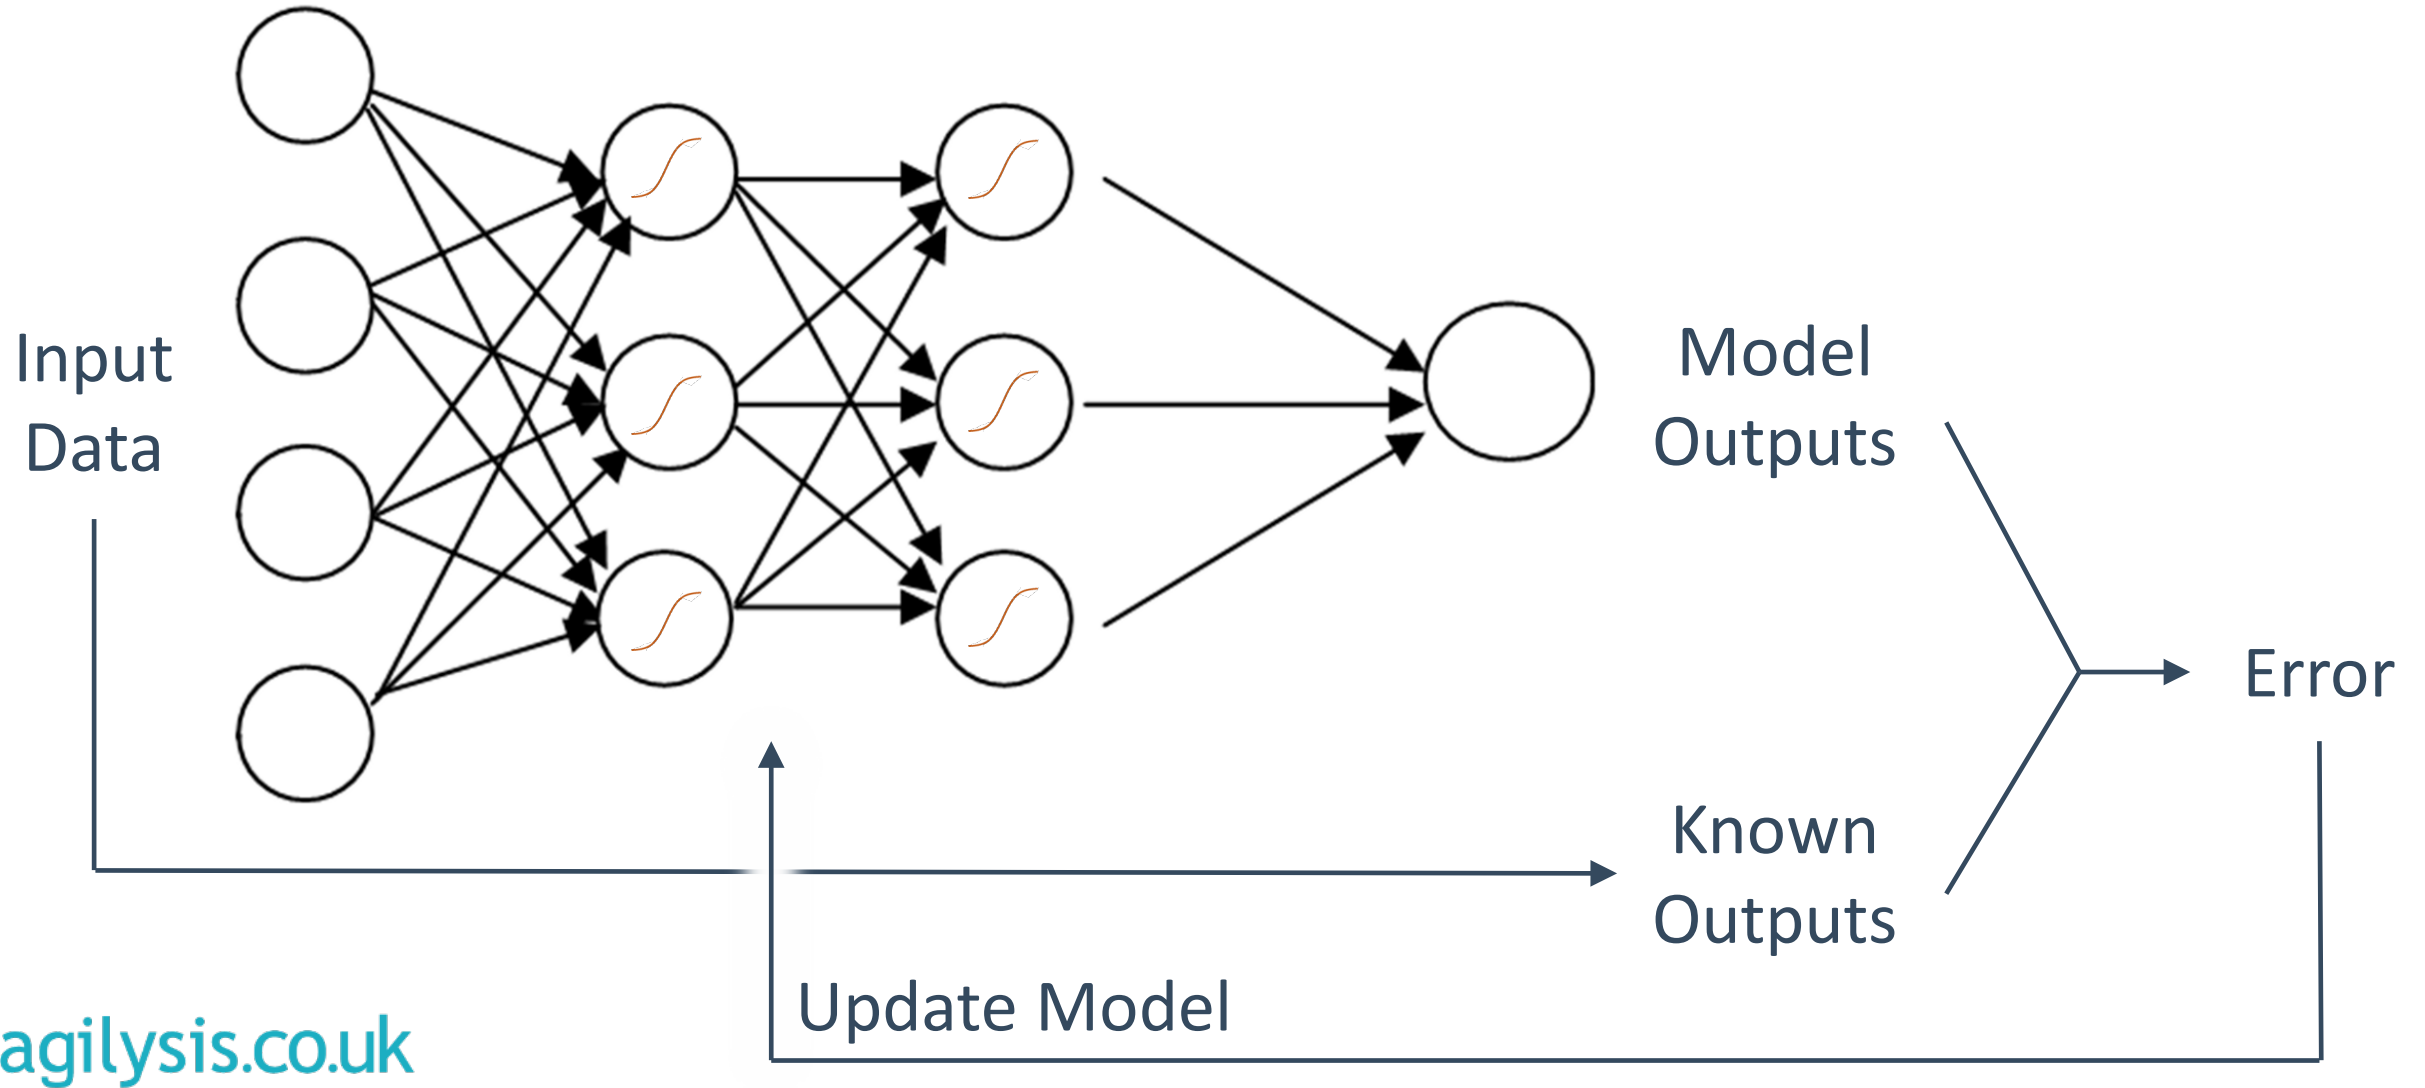 Input
Data
Model
Outputs
Error
Known
Outputs
Update Model
agilysis.co.uk